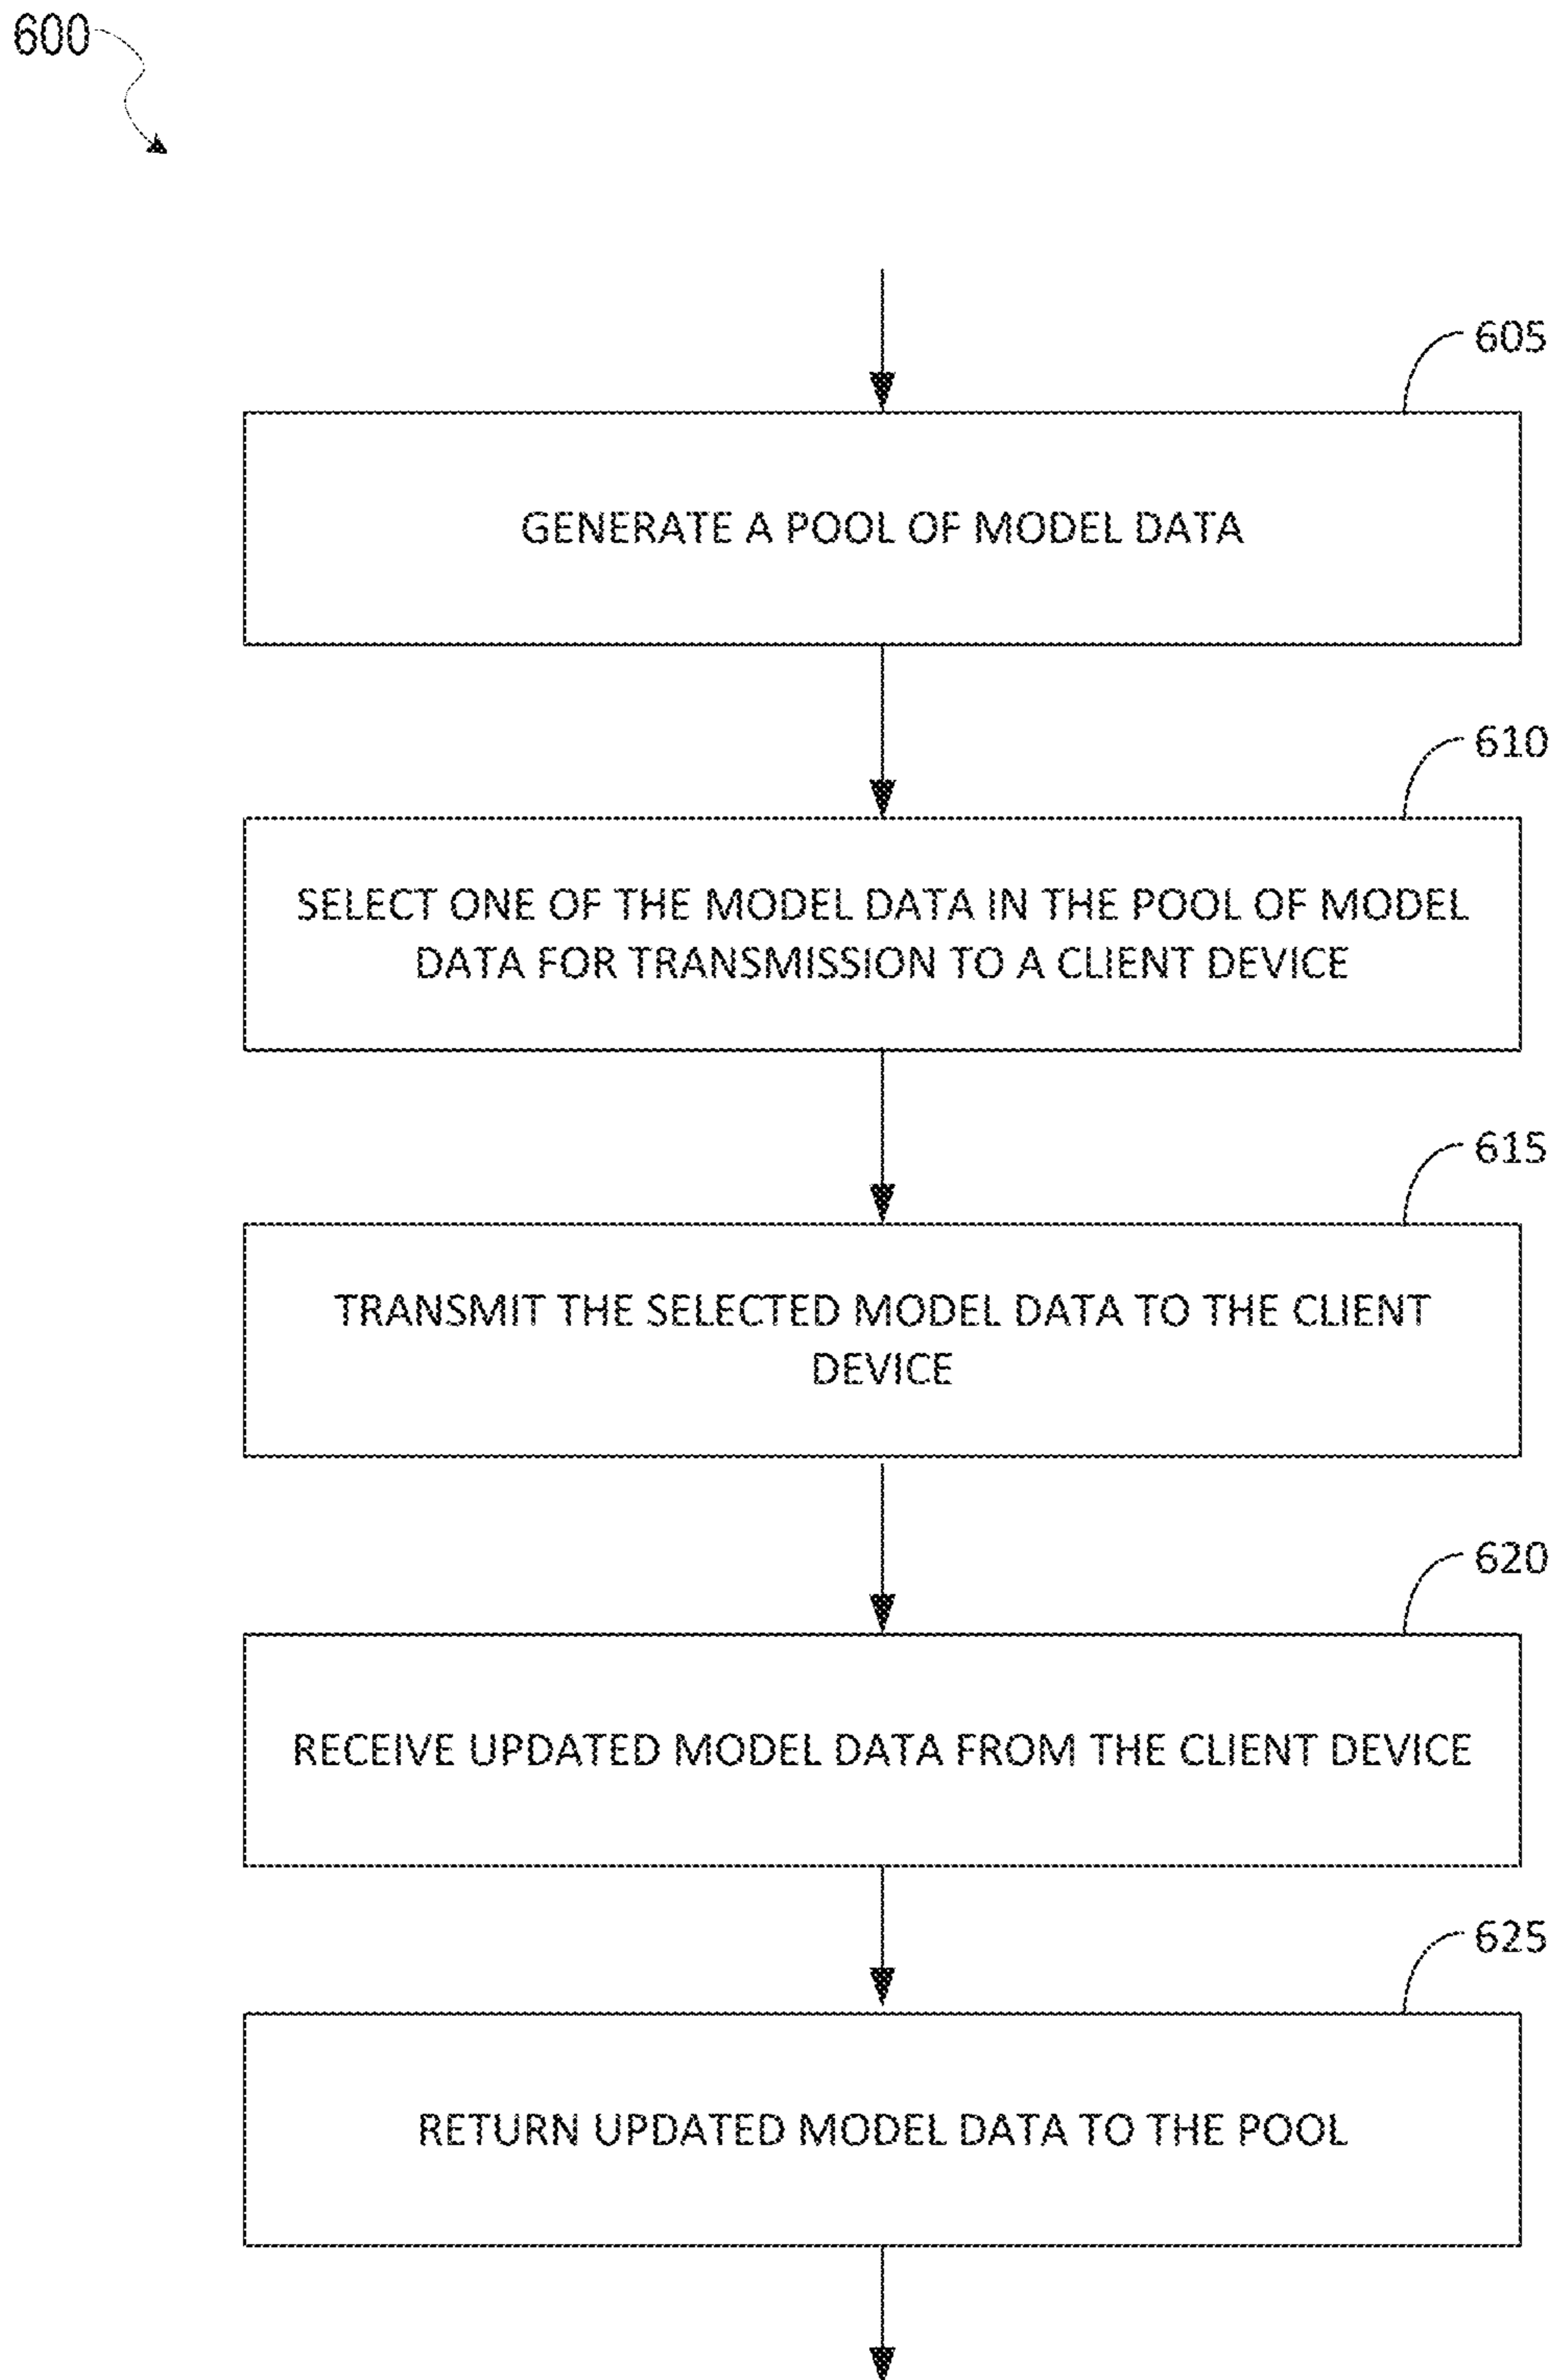 600
605
GENERATE A POOL OF MODEL DATA
610
SELECT ONE OF THE MODEL DATA IN THE POOL OF MODEL
DATA FOR TRANSMISSION TO A CLIENT DEVICE
615
TRANSMIT THE SELECTED MODEL DATA TO THE CLIENT
DEVICE
620
RECEIVE UPDATED MODEL DATA FROM THE CLIENT DEVICE
625
RETURN UPDATED MODEL DATA TO THE POOL